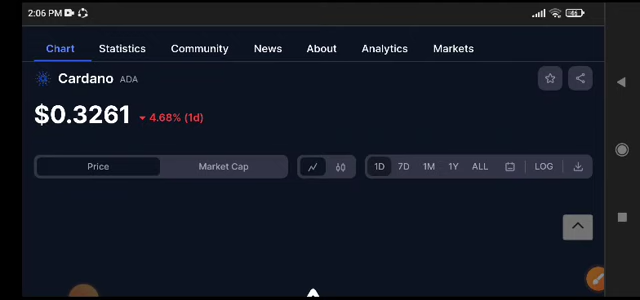 2:06 PM
Chart Statistics Community News About Analytics Markets
Cardano ADA
$0.3261 4.68% (1d)
Price Market Cap 1D 7D 1M 1Y ALL LOG